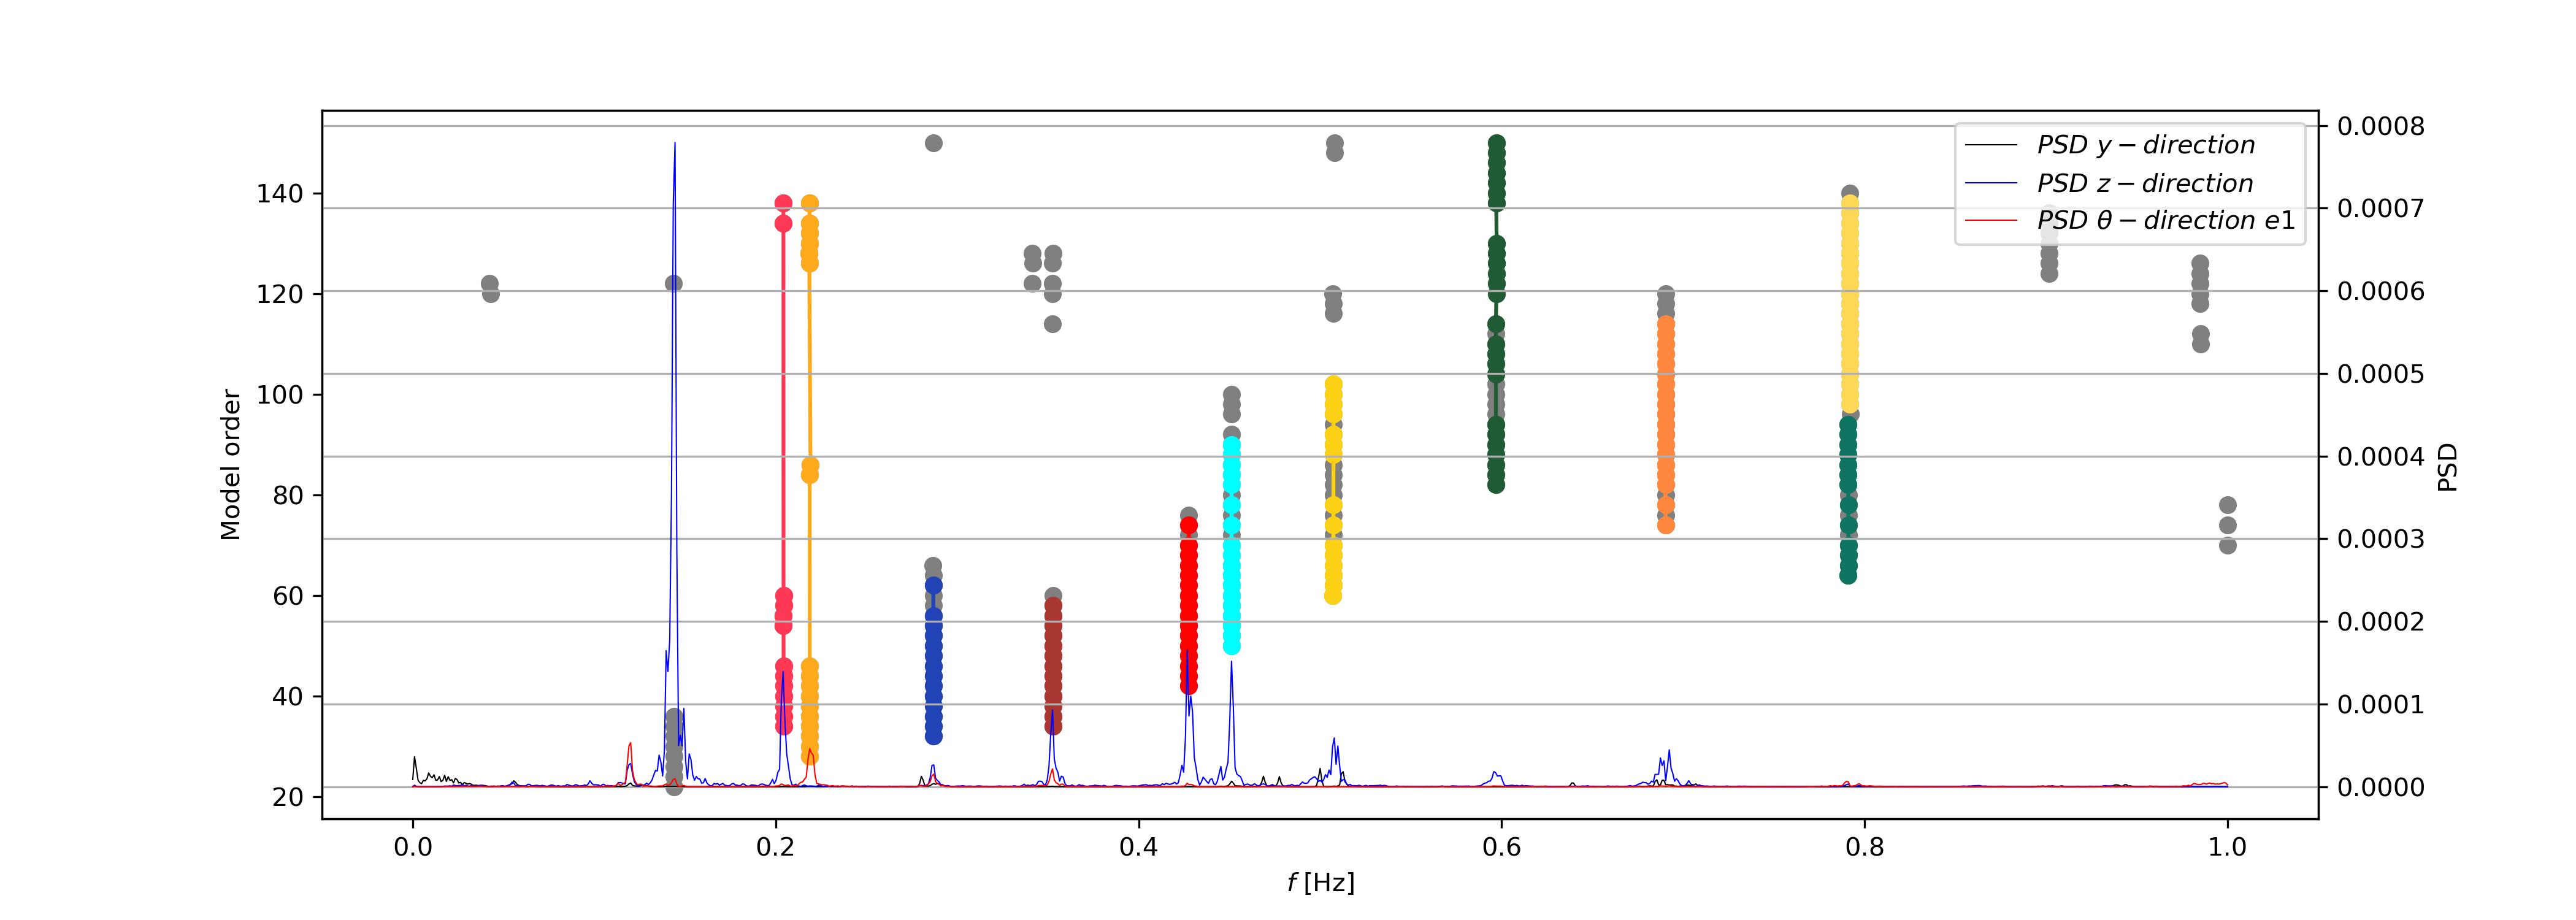 PSD y − direction
PSD z − direction
PSD θ − direction e1
Model order
140
120
100
80
60
40
20
0.0008
0.0007
0.0006
0.0005
0.0004
0.0003
0.0002
0.0001
0.0000
PSD
0.0 0.2 0.4 0.6 0.8 1.0
f [Hz]